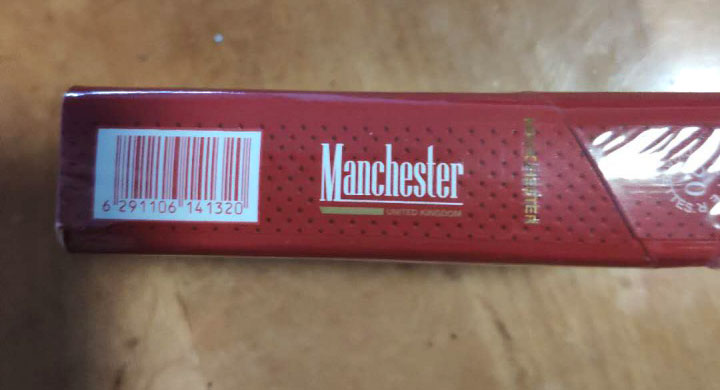 6 291106 141320
Manchester
UNITED KINGDOM